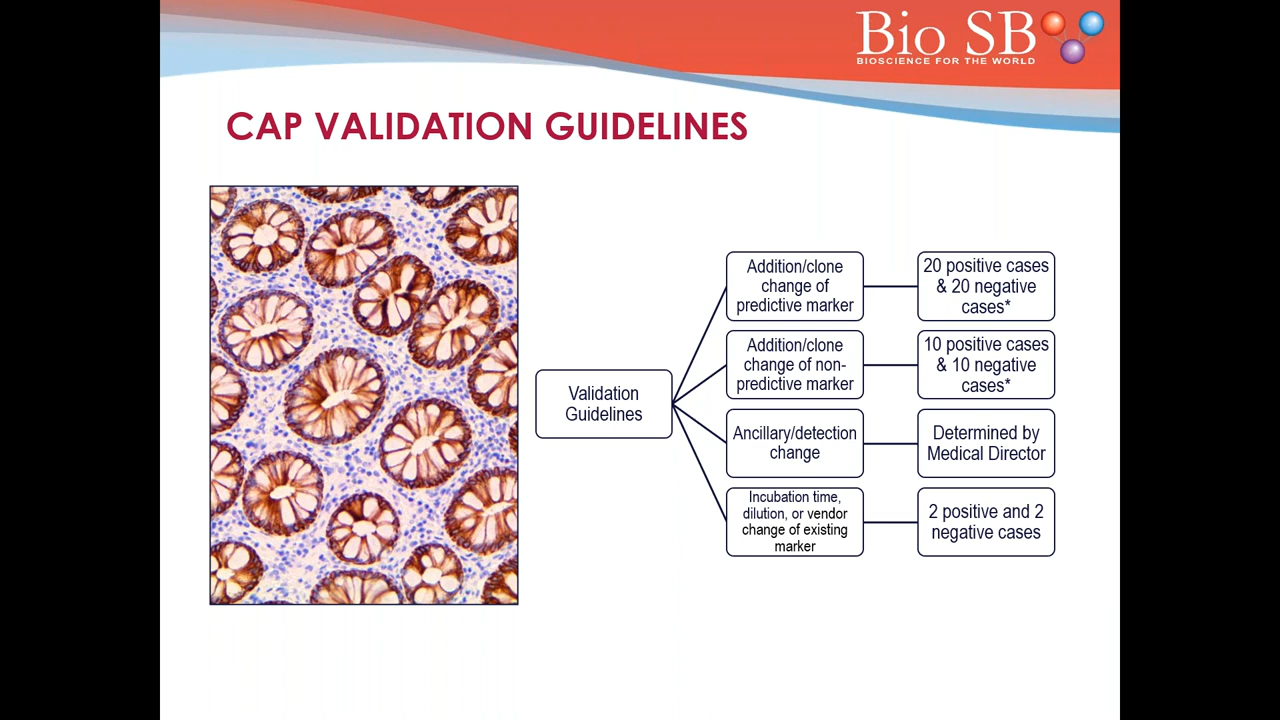 Bio SB
BIOSCIENCE FOR THE WORLD
CAP VALIDATION GUIDELINES
Validation
Guidelines
Addition/clone
change of
predictive marker
20 positive cases
& 20 negative
cases*
Addition/clone
change of non-
predictive marker
10 positive cases
& 10 negative
cases*
Ancillary/detection
change
Determined by
Medical Director
Incubation time,
dilution, or vendor
change of existing
marker
2 positive and 2
negative cases